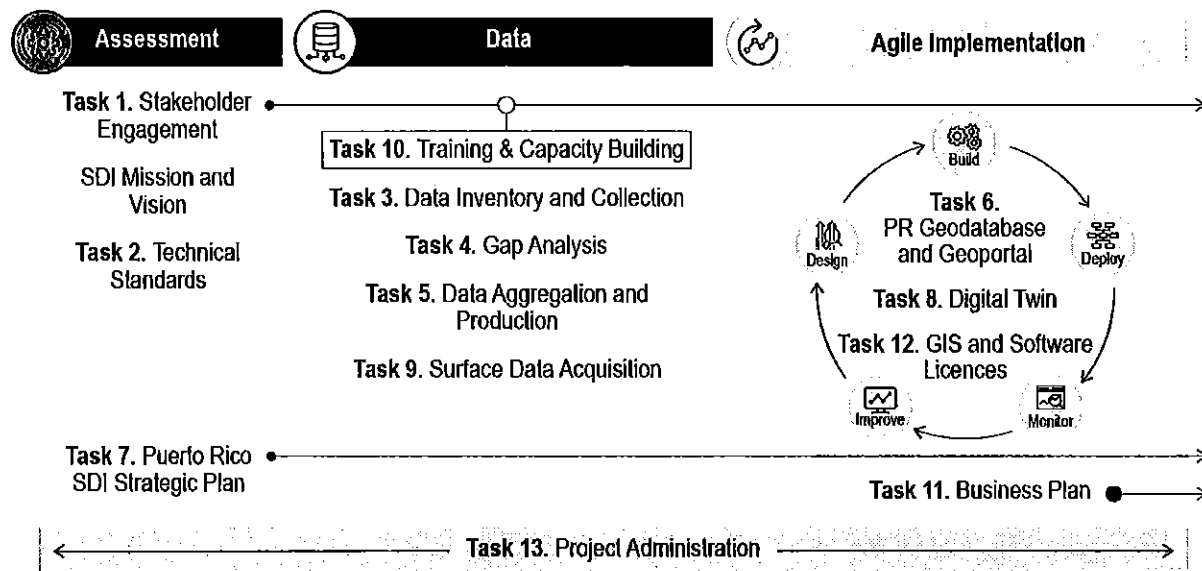 Assessment
Data
Agile Implementation
Task 1. Stakeholder
Engagement
SDI Mission and
Vision
Task 2. Technical
Standards
Task 10. Training & Capacity Building
Task 3. Data Inventory and Collection
Task 4. Gap Analysis
Task 5. Data Aggregation and
Production
Task 9. Surface Data Acquisition
Build
Task 6.
PR Geodatabase
and Geoportal
Design
Deploy
Task 8. Digital Twin
Task 12. GIS and Software
Licences
Improve
Monitor
Task 7. Puerto Rico
SDI Strategic Plan
Task 11. Business Plan
Task 13. Project Administration